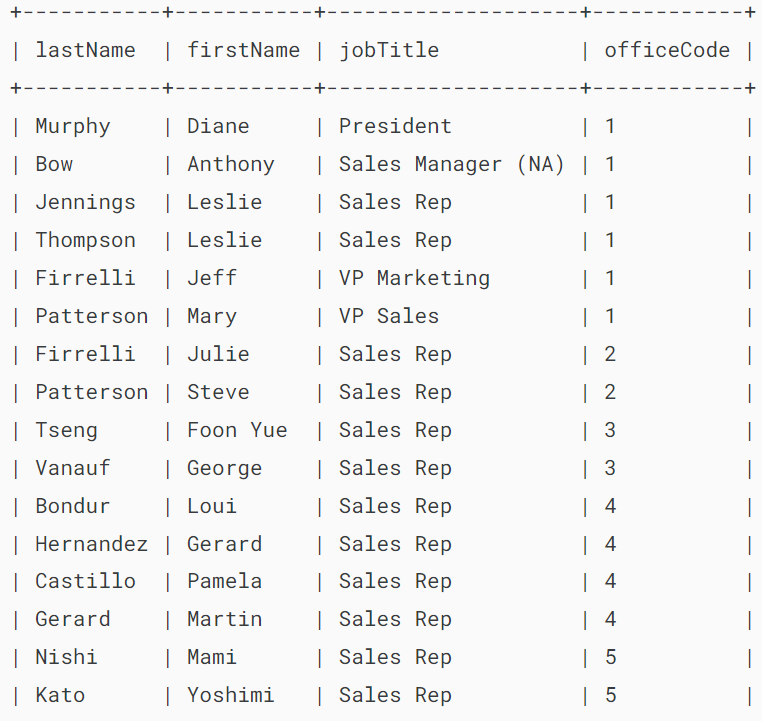 +-----------+-----------+--------------------+------------+
| lastName  | firstName | jobTitle           | officeCode |
+-----------+-----------+--------------------+------------+
| Murphy    | Diane     | President          | 1          |
| Bow       | Anthony   | Sales Manager (NA) | 1          |
| Jennings  | Leslie    | Sales Rep          | 1          |
| Thompson  | Leslie    | Sales Rep          | 1          |
| Firrelli  | Jeff      | VP Marketing       | 1          |
| Patterson | Mary      | VP Sales           | 1          |
| Firrelli  | Julie     | Sales Rep          | 2          |
| Patterson | Steve     | Sales Rep          | 2          |
| Tseng     | Foon Yue  | Sales Rep          | 3          |
| Vanauf    | George    | Sales Rep          | 3          |
| Bondur    | Loui      | Sales Rep          | 4          |
| Hernandez | Gerard    | Sales Rep          | 4          |
| Castillo  | Pamela    | Sales Rep          | 4          |
| Gerard    | Martin    | Sales Rep          | 4          |
| Nishi     | Mami      | Sales Rep          | 5          |
| Kato      | Yoshimi   | Sales Rep          | 5          |